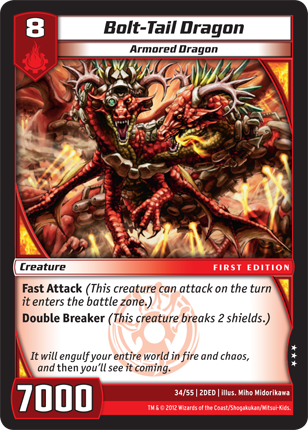 8
Bolt-Tail Dragon
Armored Dragon
Creature
FIRST EDITION
Fast Attack (This creature can attack on the turn
it enters the battle zone.)
Double Breaker (This creature breaks 2 shields.)
It will engulf your entire world in fire and chaos,
and then you'll see it coming.
7000
34/55 | 2DED | illus. Miho Midorikawa
TM & © 2012 Wizards of the Coast/Shogakukan/Mitsui-Kids.